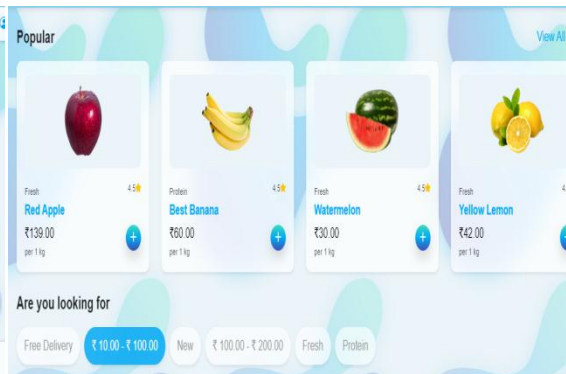 Popular
View All
Fresh
4.5
Red Apple
₹139.00
per 1 kg
+
Protein
4.5
Best Banana
₹60.00
per 1 kg
+
Fresh
4.5
Watermelon
₹30.00
per 1 kg
+
Fresh
4
Yellow Lemon
₹42.00
per 1 kg
+
Are you looking for
Free Delivery
₹ 10.00 - ₹ 100.00
New
₹ 100.00 - ₹ 200.00
Fresh
Protein